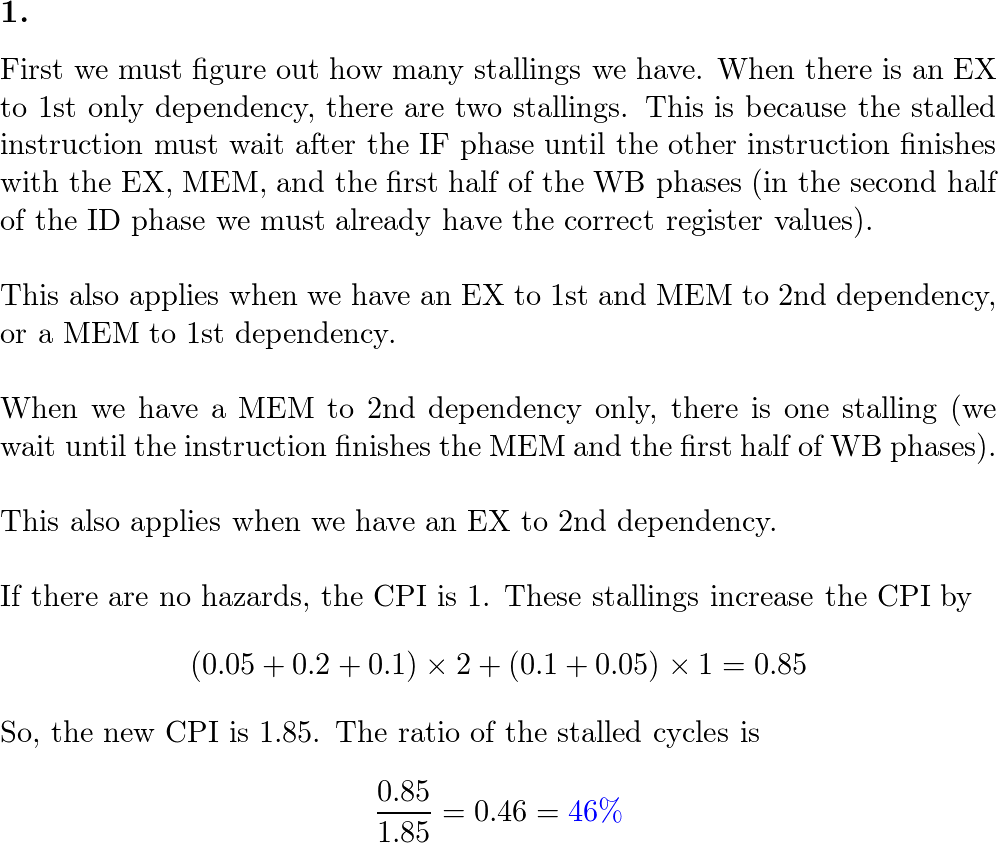 1.
First we must figure out how many stallings we have. When there is an EX
to 1st only dependency, there are two stallings. This is because the stalled
instruction must wait after the IF phase until the other instruction finishes
with the EX, MEM, and the first half of the WB phases (in the second half
of the ID phase we must already have the correct register values).
This also applies when we have an EX to 1st and MEM to 2nd dependency,
or a MEM to 1st dependency.
When we have a MEM to 2nd dependency only, there is one stalling (we
wait until the instruction finishes the MEM and the first half of WB phases).
This also applies when we have an EX to 2nd dependency.
If there are no hazards, the CPI is 1. These stallings increase the CPI by
(0.05 + 0.2 + 0.1) × 2 + (0.1 + 0.05) × 1 = 0.85
So, the new CPI is 1.85. The ratio of the stalled cycles is
0.85
1.85 = 0.46 = 46%